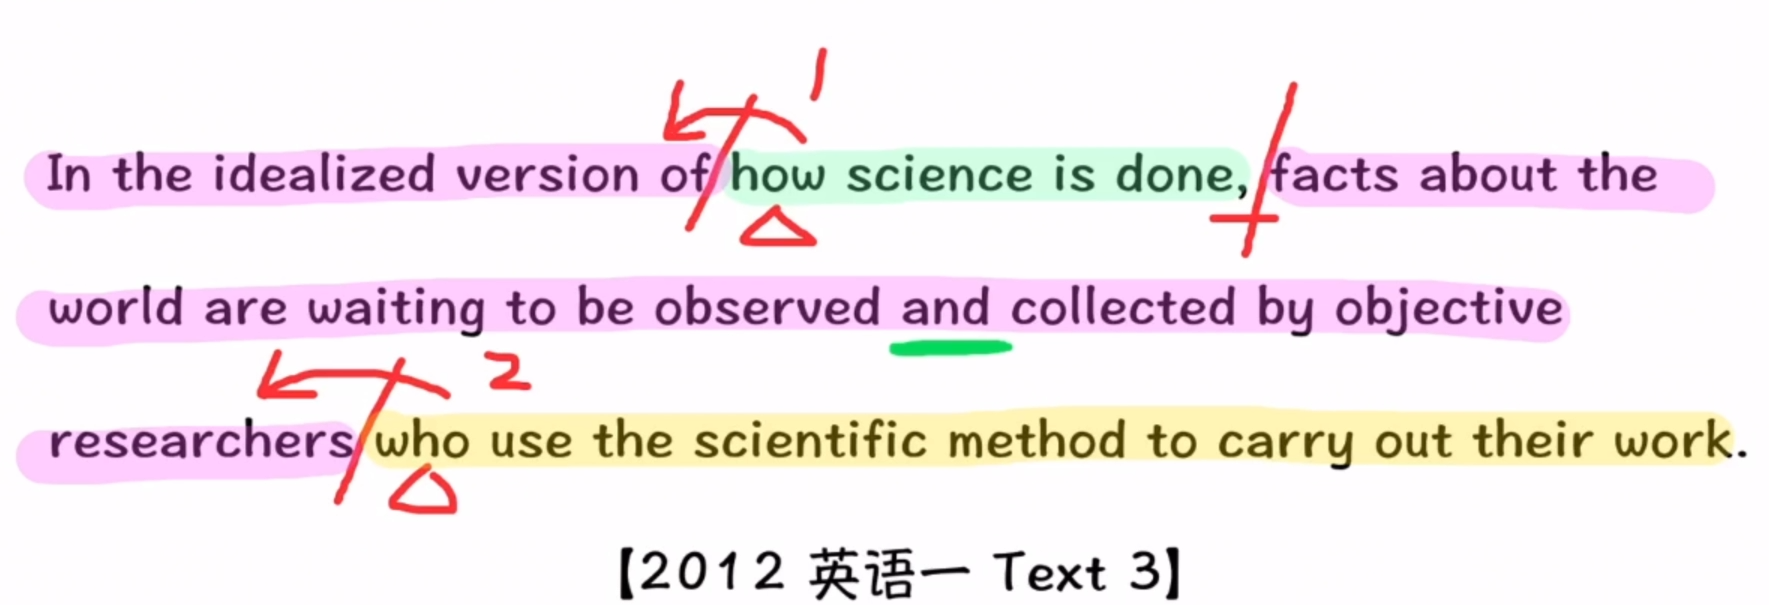 1
In the idealized version of how science is done, facts about the
world are waiting to be observed and collected by objective
2
researchers who use the scientific method to carry out their work.
【2012 英语一 Text 3】